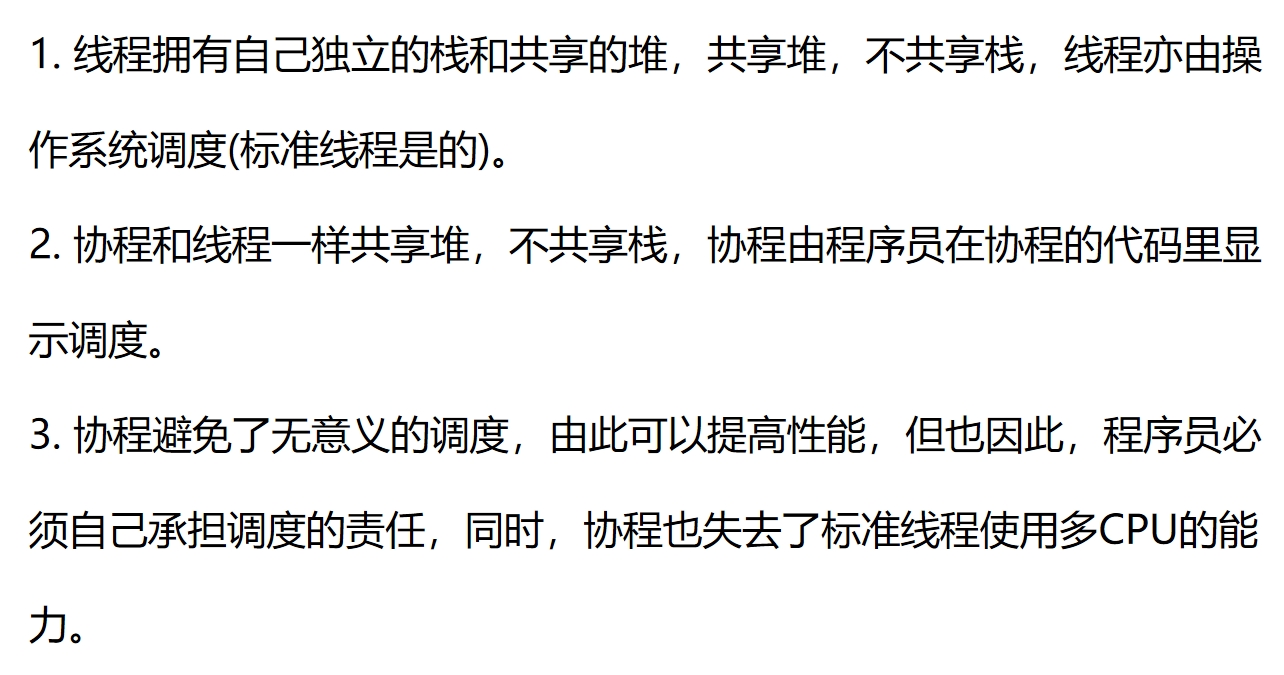 1. 线程拥有自己独立的栈和共享的堆，共享堆，不共享栈，线程亦由操
作系统调度(标准线程是的)。
2. 协程和线程一样共享堆，不共享栈，协程由程序员在协程的代码里显
示调度。
3. 协程避免了无意义的调度，由此可以提高性能，但也因此，程序员必
须自己承担调度的责任，同时，协程也失去了标准线程使用多CPU的能
力。